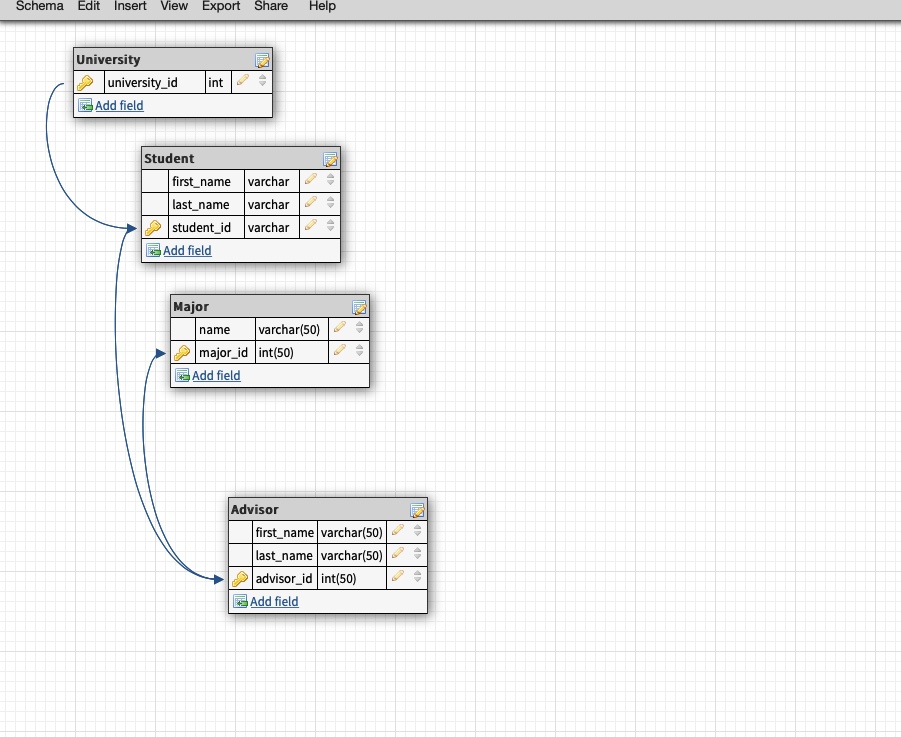 Schema Edit Insert View Export Share Help
University
university_id int
Add field
Student
first_name varchar
last_name varchar
student_id varchar
Add field
Major
name varchar(50)
major_id int(50)
Add field
Advisor
first_name varchar(50)
last_name varchar(50)
advisor_id int(50)
Add field